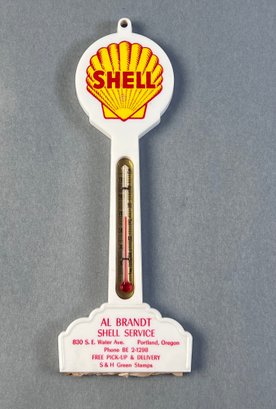 SHELL
AL BRANDT
SHELL SERVICE
830 S.E. Water Ave. Portland, Oregon
Phone BE 2-1298
FREE PICK-UP & DELIVERY
S&H Green Stamps